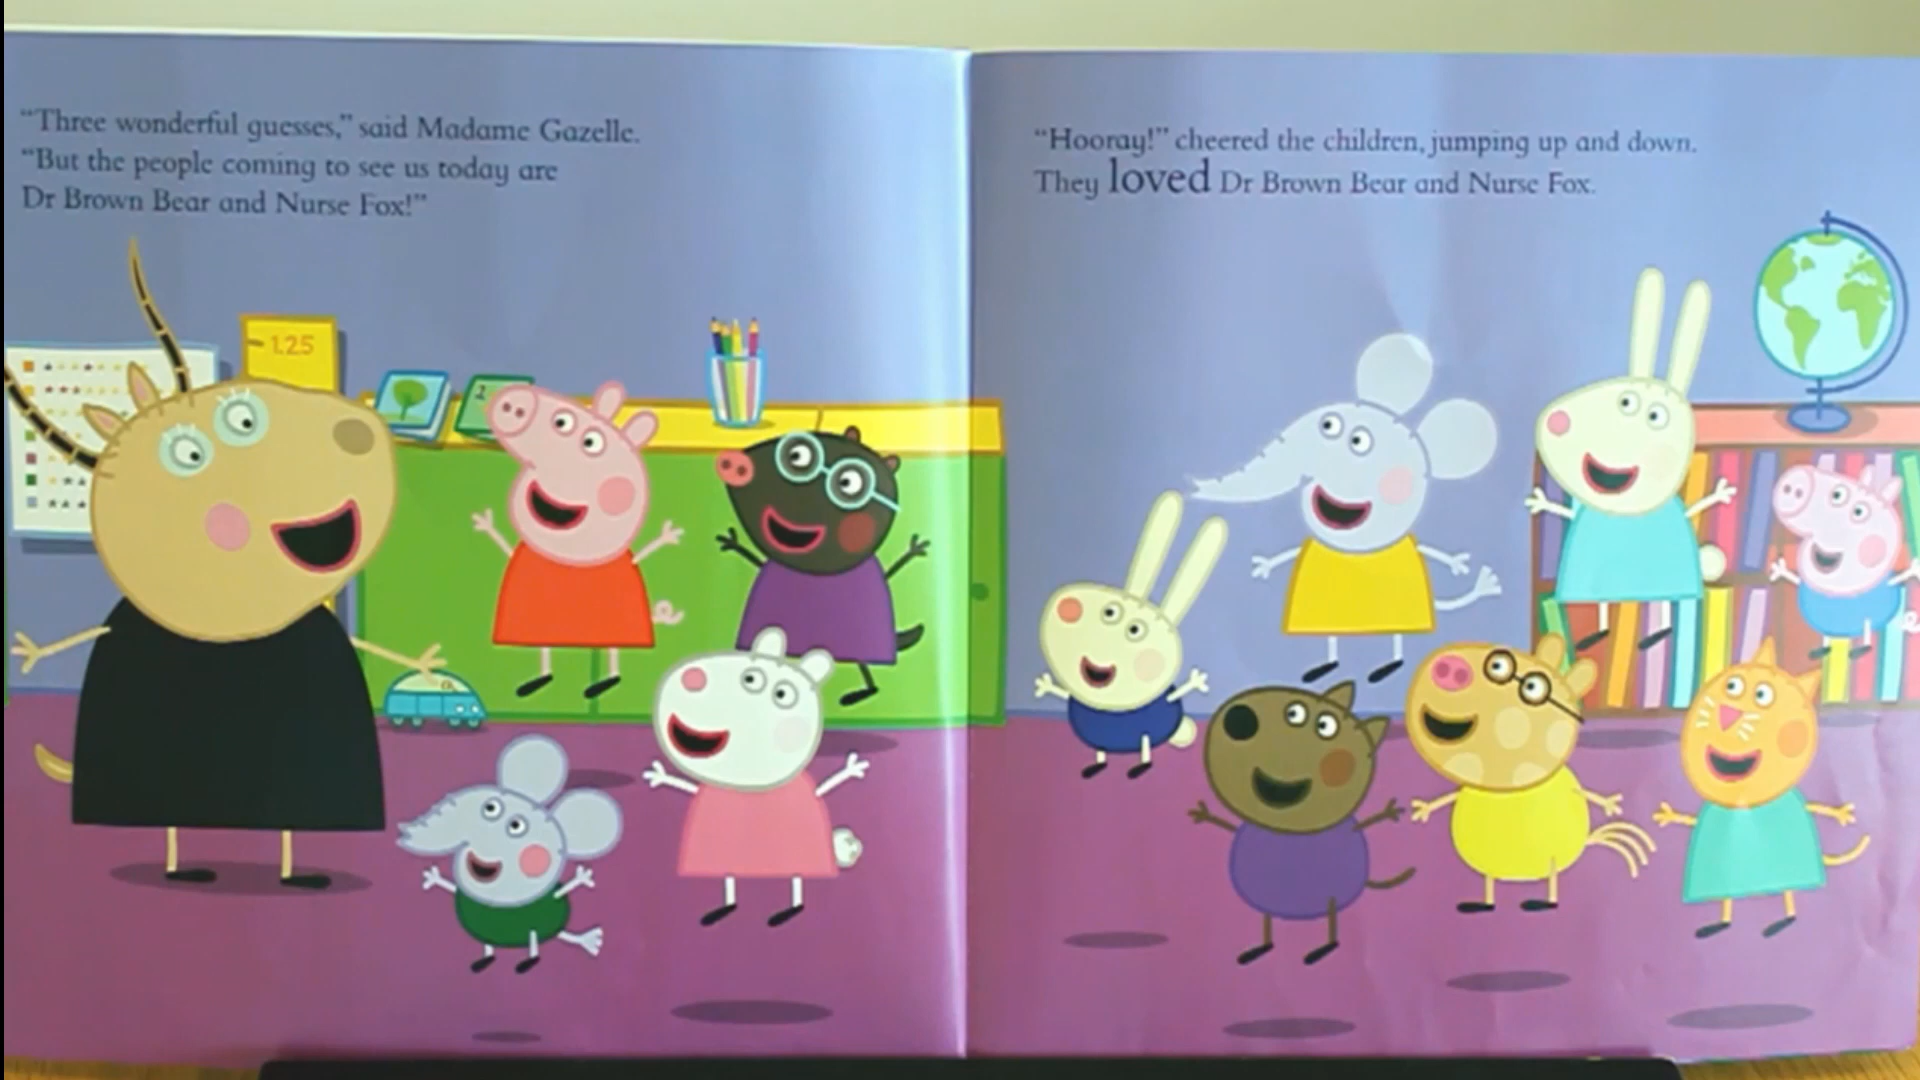 “Three wonderful guesses,” said Madame Gazelle.
“But the people coming to see us today are
Dr Brown Bear and Nurse Fox!”
1.25
2
“Hooray!” cheered the children, jumping up and down.
They loved Dr Brown Bear and Nurse Fox.